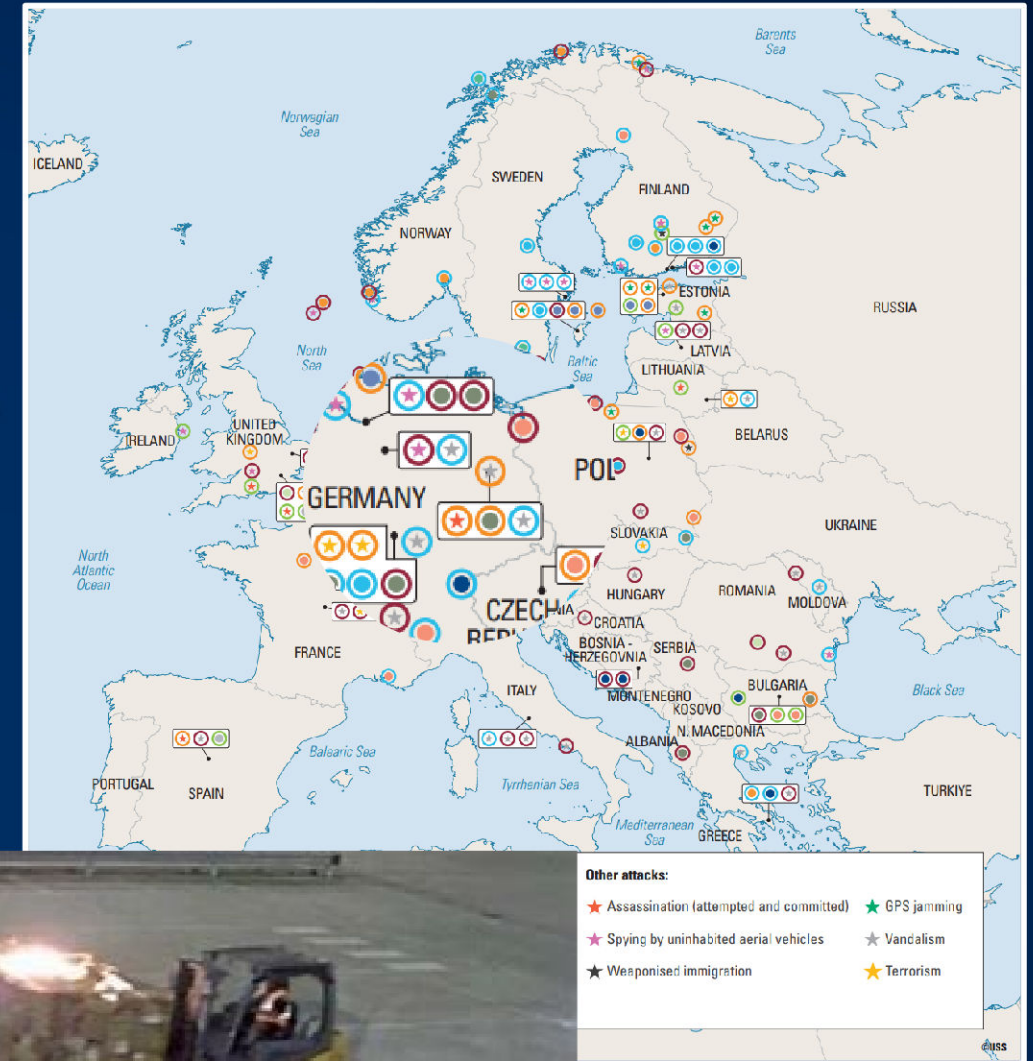 Barents
Sea
Norwegian
Sea
ICELAND
SWEDEN
FINLAND
NORWAY
RUSSIA
ESTONIA
North
Sea
Baltic
Sea
LATVIA
LITHUANIA
UNITED
KINGDOM
IRELAND
BELARUS
POL
GERMANY
SLOVAKIA
UKRAINE
North
Atlantic
Ocean
HUNGARY
ROMANIA
MOLDOVA
CZECH
CROATIA
FRANCE
BOSNIA -
HERZEGOVNIA
SERBIA
ITALY
MONTENEGRO
BULGARIA
KOSOVO
Black Sea
N. MACEDONIA
ALBANIA
Balearic Sea
PORTUGAL
SPAIN
Tyrrhenian Sea
TURKIYE
Mediterranean
Sea
GREECE
Other attacks:
Assassination (attempted and committed)
GPS jamming
Spying by uninhabited aerial vehicles
Vandalism
Weaponised immigration
Terrorism